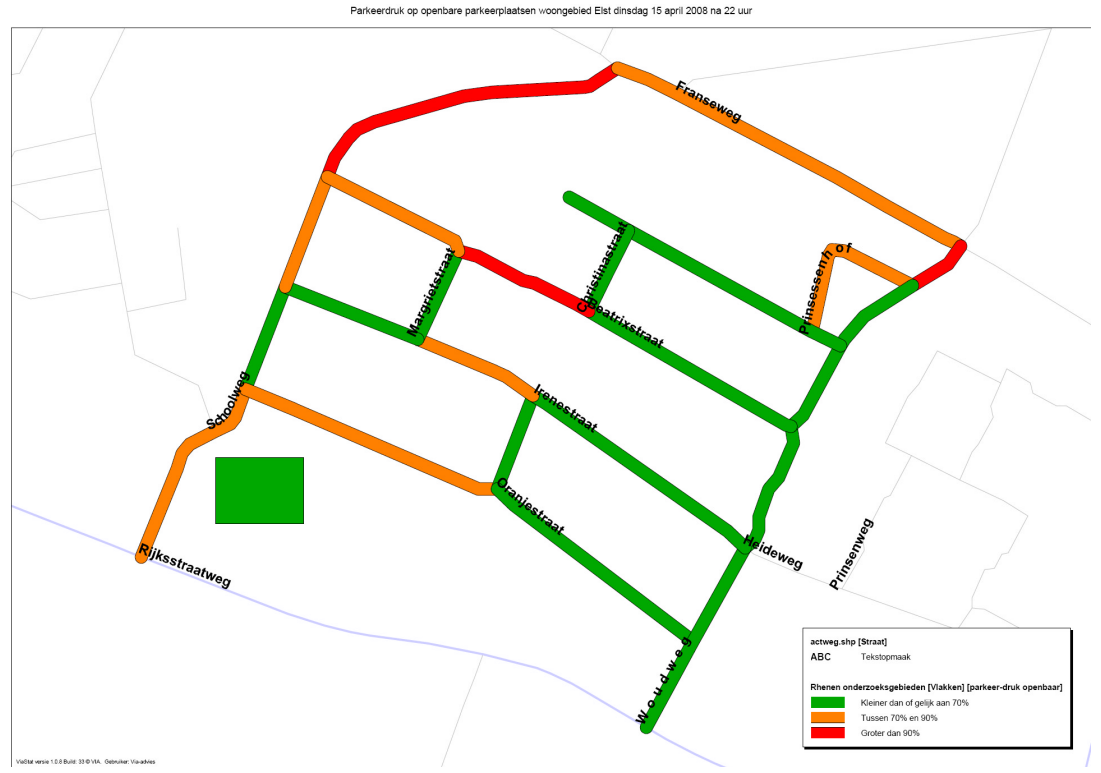 Parkeerdruk op openbare parkeerplaatsen woongebied Elst dinsdag 15 april 2008 na 22 uur
Franseweg
Christinastraat
Prinsessenhof
Margrietstraat
Beatrixstraat
Schoolweg
Irenestraat
Oranjestraat
Rijksstraatweg
Heideweg
Prinsenweg
Woudweg
actweg.shp [Straat]
ABC Tekstopmaak
Rhenen onderzoeksgebieden [Vlakken] [parkeer-druk openbaar]
Kleiner dan of gelijk aan 70%
Tussen 70% en 90%
Groter dan 90%
ViaStat versie 1.0.8 Build: 33 © VIA. Gebruiker: Via-advies